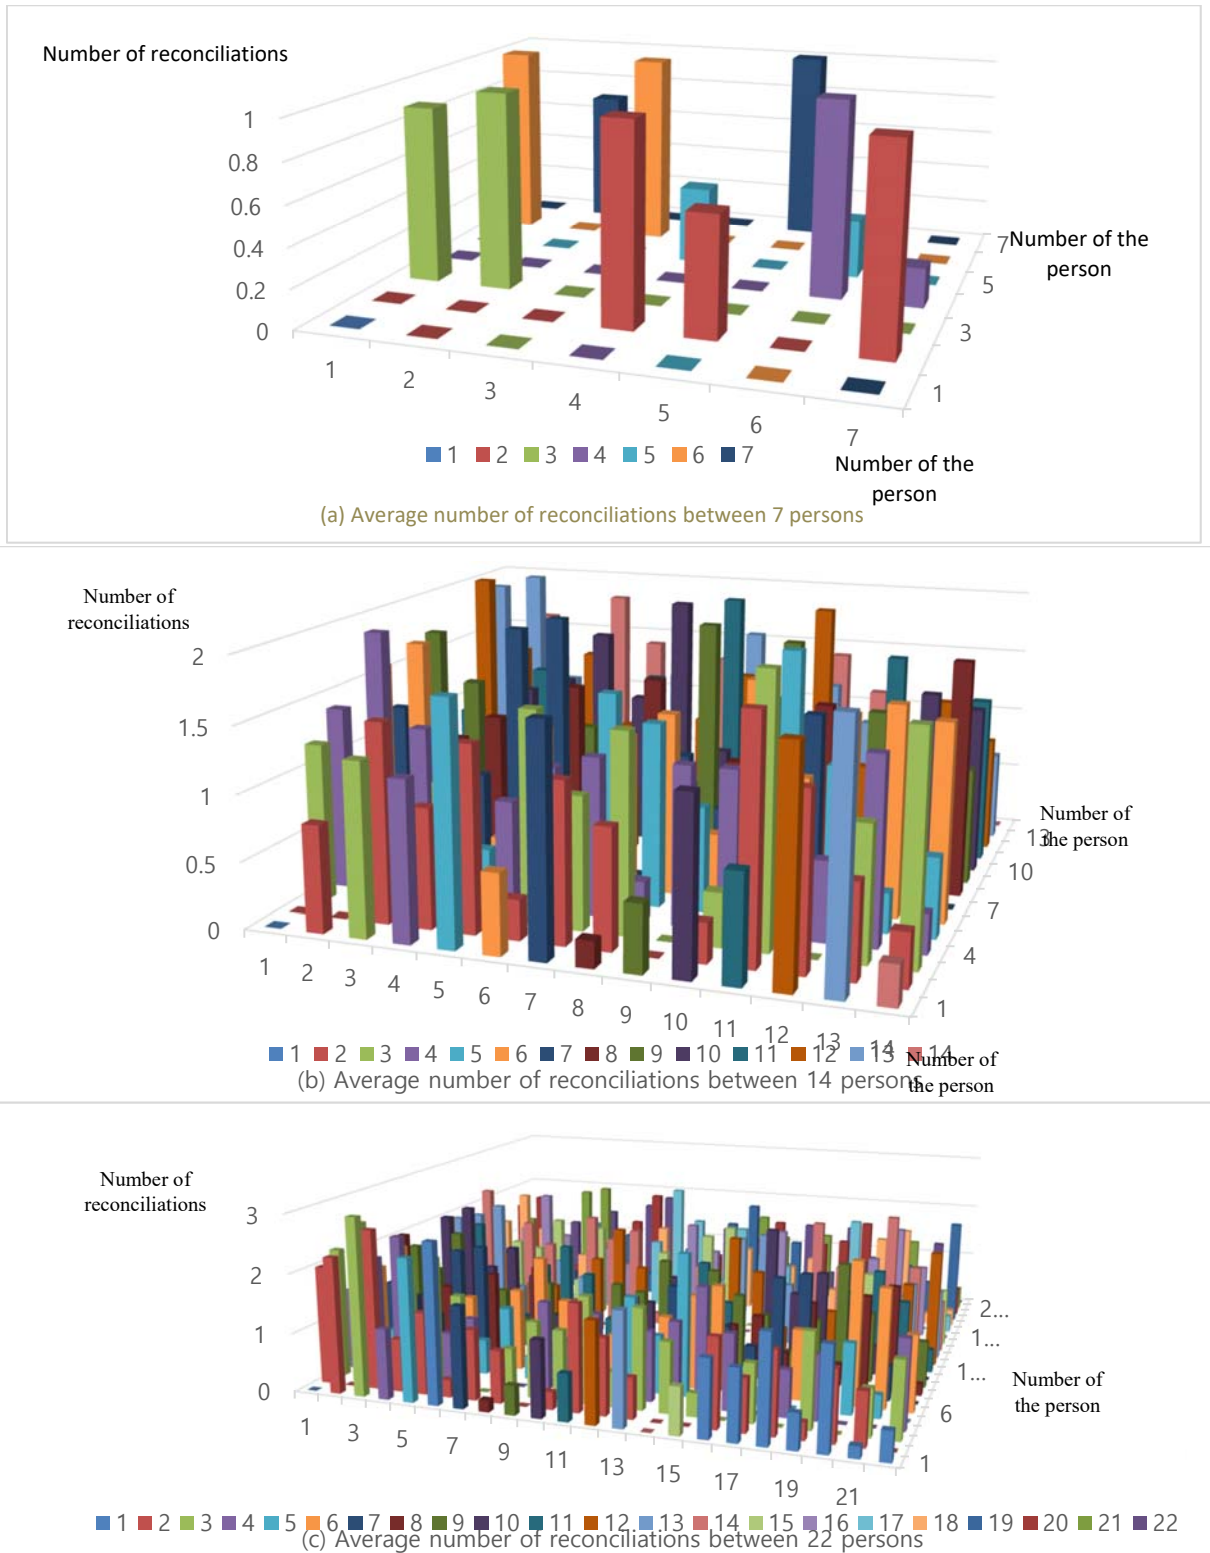 Number of reconciliations
1
0.8
0.6
0.4
0.2
0
1
2
3
4
5
6
7
7
5
3
1
Number of the
person
1 2 3 4 5 6 7
Number of the
person
(a) Average number of reconciliations between 7 persons
Number of
reconciliations
2
1.5
1
0.5
0
1
2
3
4
5
6
7
8
9
10
11
12
13
14
13
10
7
4
1
Number of
the person
1 2 3 4 5 6 7 8 9 10 11 12 13 14
Number of
the person
(b) Average number of reconciliations between 14 persons
Number of
reconciliations
3
2
1
0
1
3
5
7
9
11
13
15
17
19
21
2...
1...
1...
6
1
Number of
the person
1 2 3 4 5 6 7 8 9 10 11 12 13 14 15 16 17 18 19 20 21 22
(c) Average number of reconciliations between 22 persons